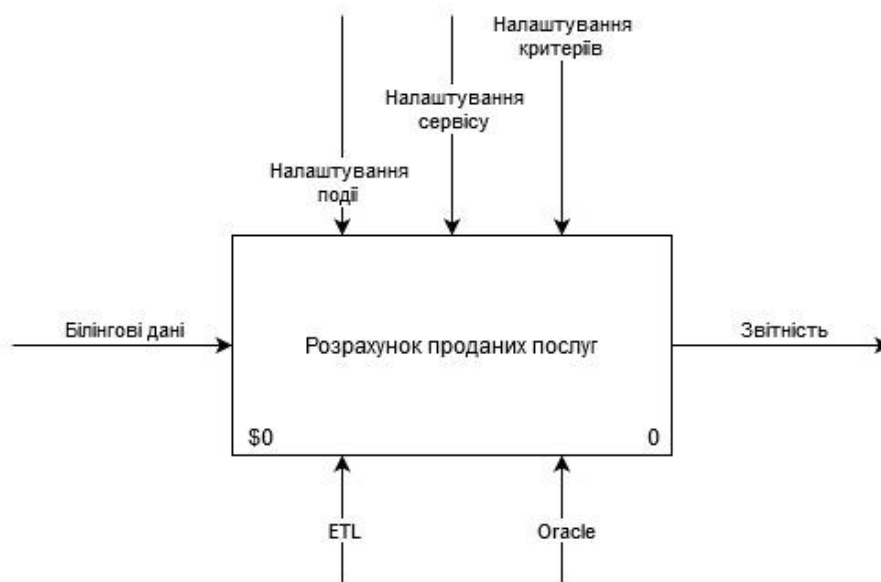 Налаштування
критеріїв
Налаштування
сервісу
Налаштування
події
Білінгові дані
Розрахунок проданих послуг
Звітність
$0
0
ETL
Oracle